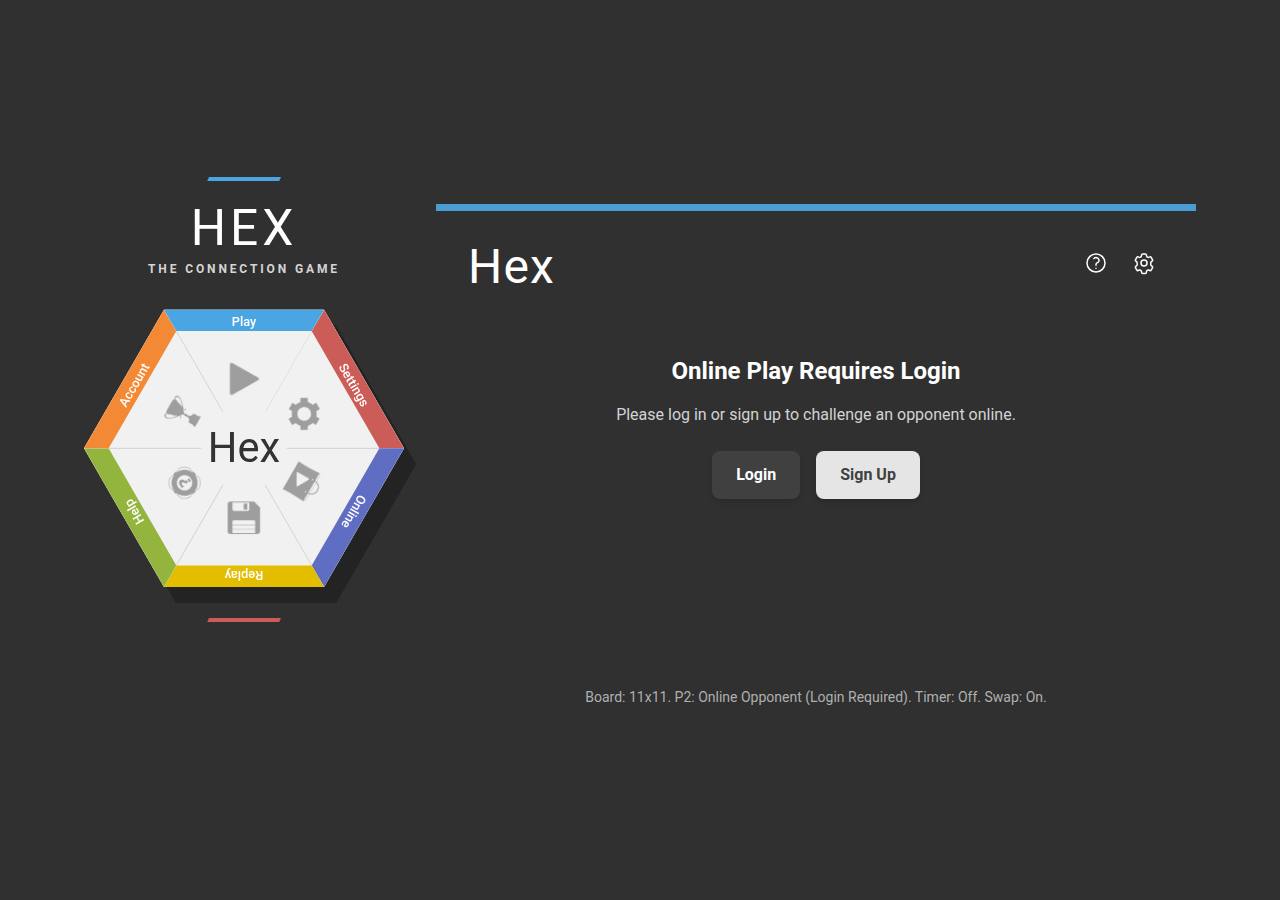 HEX
THE CONNECTION GAME
Play
Settings
Online
Replay
Help
Account
Hex
Hex
Online Play Requires Login
Please log in or sign up to challenge an opponent online.
Login
Sign Up
Board: 11x11. P2: Online Opponent (Login Required). Timer: Off. Swap: On.